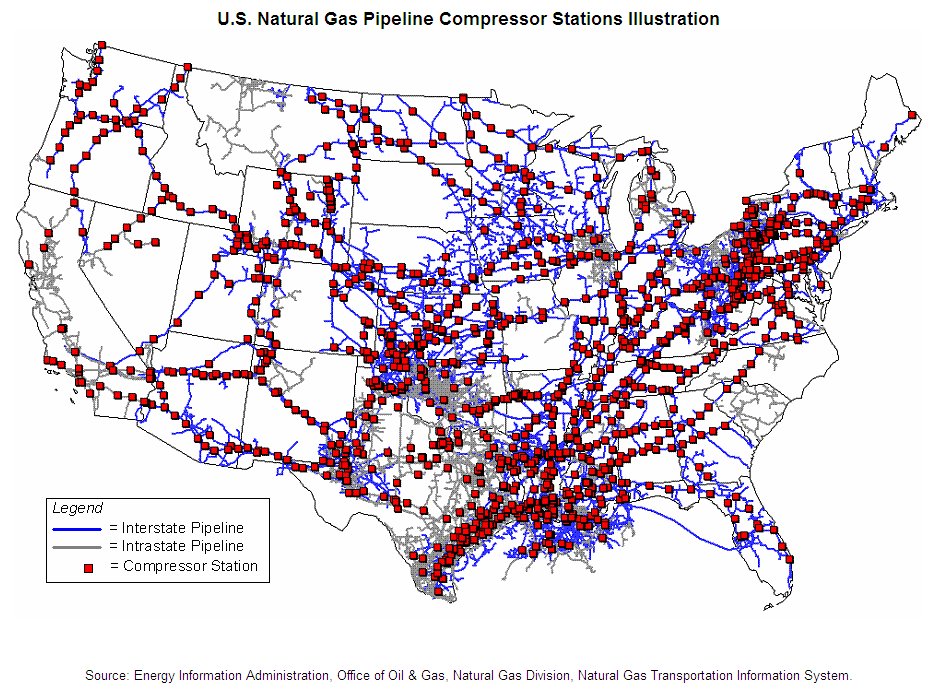 U.S. Natural Gas Pipeline Compressor Stations Illustration
Legend
= Interstate Pipeline
= Intrastate Pipeline
= Compressor Station
Source: Energy Information Administration, Office of Oil & Gas, Natural Gas Division, Natural Gas Transportation Information System.